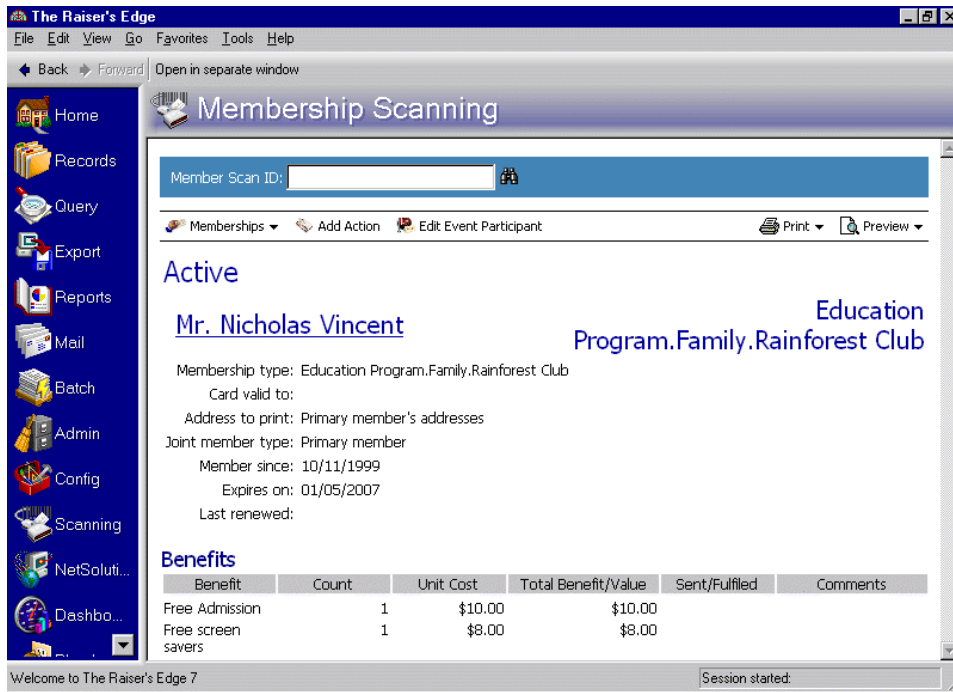 The Raiser's Edge
File Edit View Go Favorites Tools Help
Back Forward Open in separate window
Home
Records
Query
Export
Reports
Mail
Batch
Admin
Config
Scanning
NetSoluti...
Dashbo...
Membership Scanning
Member Scan ID:
Memberships Add Action Edit Event Participant Print Preview
Active
Mr. Nicholas Vincent
Education
Program.Family.Rainforest Club
Membership type: Education Program.Family.Rainforest Club
Card valid to:
Address to print: Primary member's addresses
Joint member type: Primary member
Member since: 10/11/1999
Expires on: 01/05/2007
Last renewed:
Benefits
Benefit Count Unit Cost Total Benefit/Value Sent/Fulfiled Comments
Free Admission 1 $10.00 $10.00
Free screen 1 $8.00 $8.00
savers
Welcome to The Raiser's Edge 7 Session started: